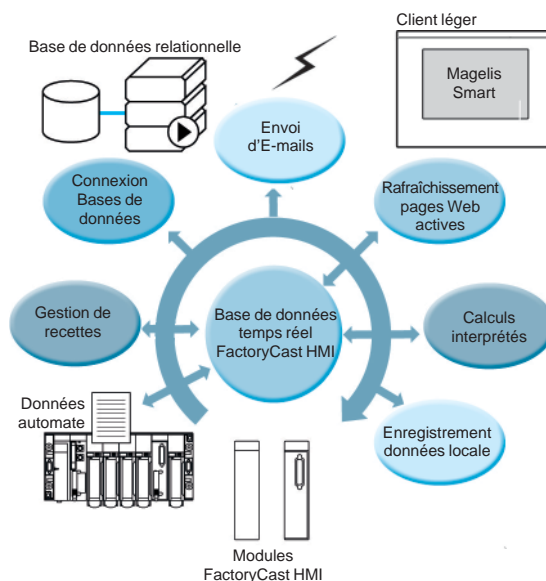 Client léger
Base de données relationnelle
Magelis
Smart
Envoi
d'E-mails
Connexion
Bases de
données
Rafraîchissement
pages Web
actives
Gestion de
recettes
Base de données
temps réel
FactoryCast HMI
Calculs
interprétés
Données
automate
Enregistrement
données locale
Modules
FactoryCast HMI